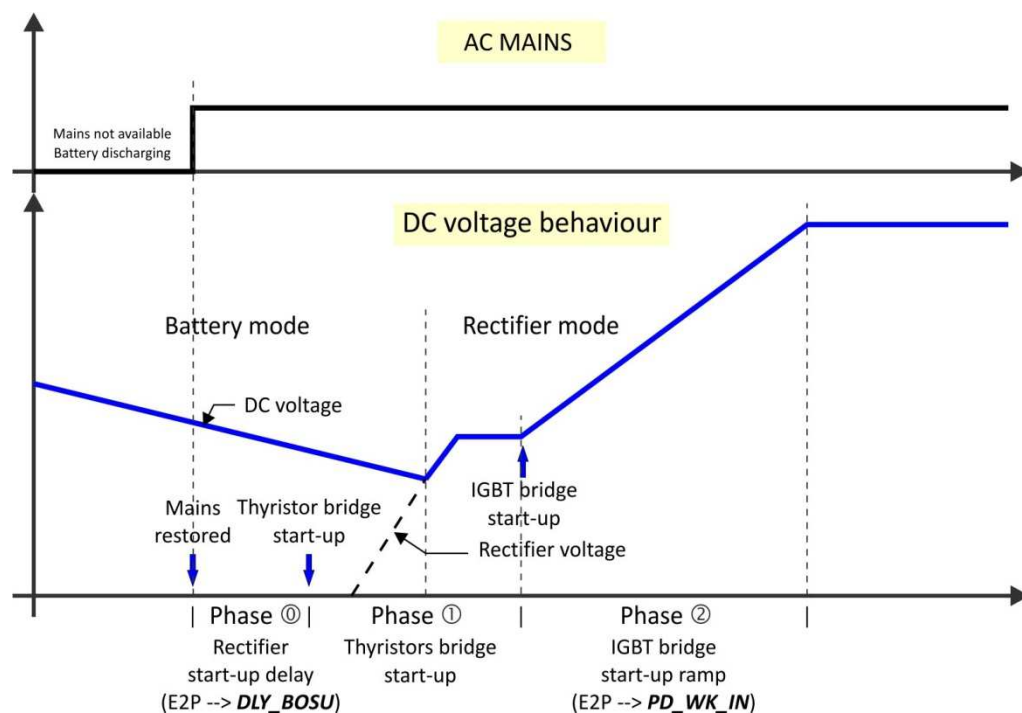 AC MAINS
Mains not available
Battery discharging
DC voltage behaviour
Battery mode
Rectifier mode
DC voltage
Mains
restored
Thyristor bridge
start-up
IGBT bridge
start-up
Rectifier voltage
Phase ⓪
Rectifier
start-up delay
(E2P --> DLY_BOSU)
Phase ①
Thyristors bridge
start-up
Phase ②
IGBT bridge
start-up ramp
(E2P --> PD_WK_IN)